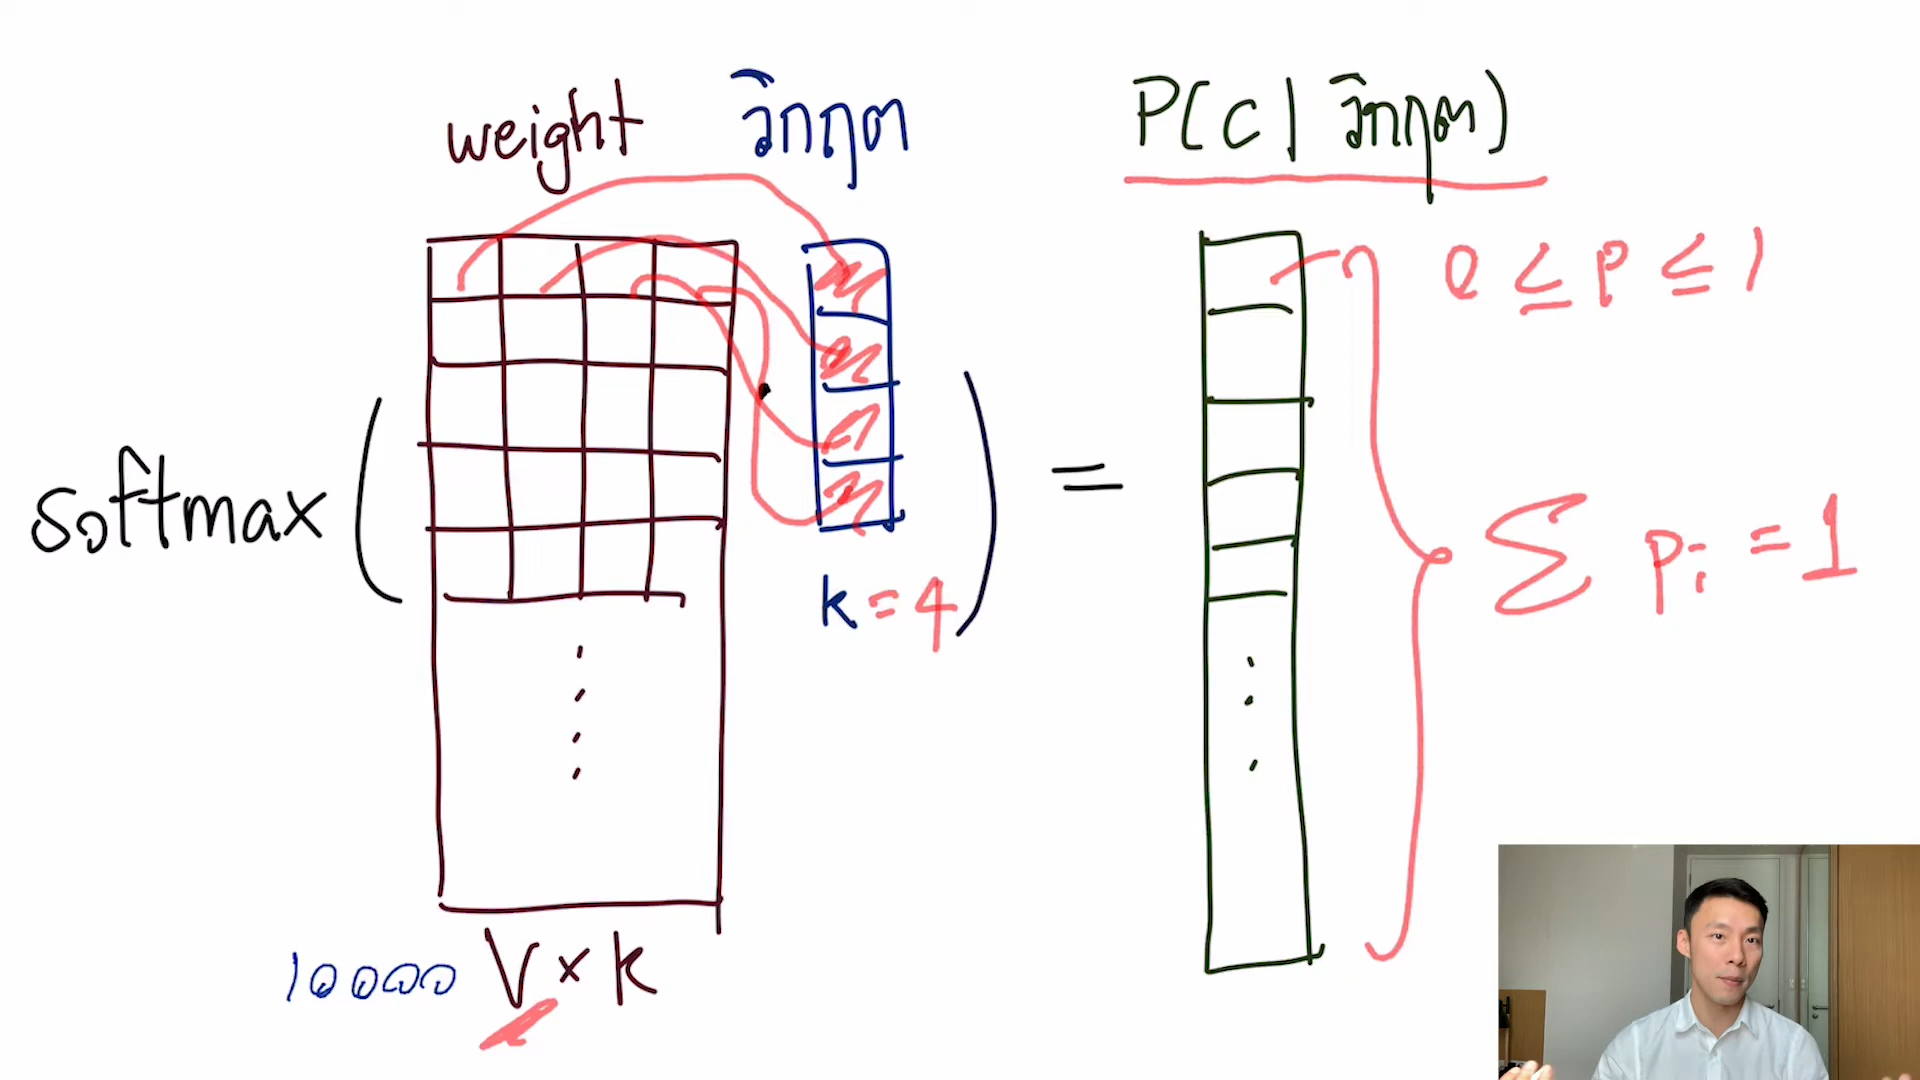 weight วิกฤต P(c | วิกฤต)
0 ≤ p ≤ 1
softmax ( ) = ∑ pi = 1
k = 4
10000 V × k